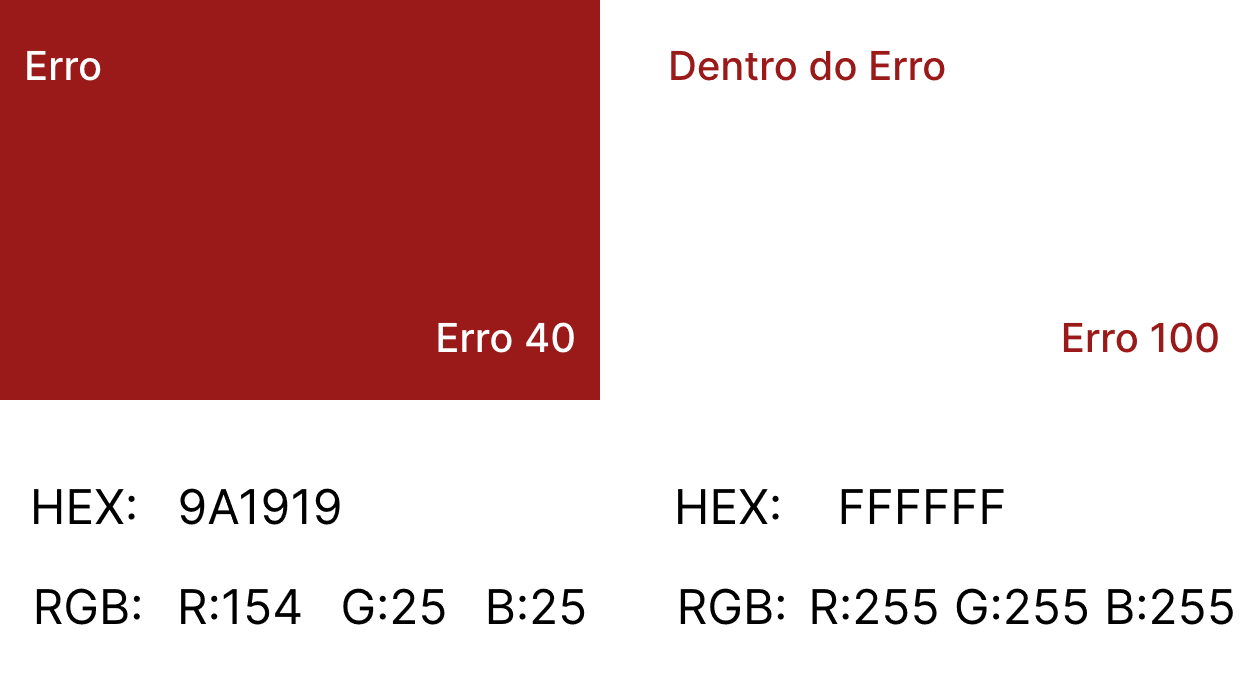 Erro
Dentro do Erro
Erro 40
Erro 100
HEX: 9A1919
HEX: FFFFFF
RGB: R:154 G:25 B:25
RGB: R:255 G:255 B:255